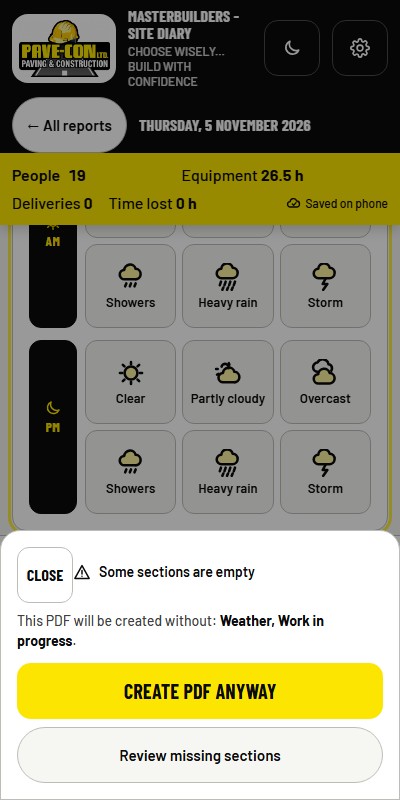 PAVE-CON LTD.
PAVING & CONSTRUCTION
MASTERBUILDERS -
SITE DIARY
CHOOSE WISELY...
BUILD WITH
CONFIDENCE
← All reports
THURSDAY, 5 NOVEMBER 2026
People 19
Equipment 26.5 h
Deliveries 0
Time lost 0 h
Saved on phone
AM
Showers
Heavy rain
Storm
PM
Clear
Partly cloudy
Overcast
Showers
Heavy rain
Storm
CLOSE
Some sections are empty
This PDF will be created without: Weather, Work in
progress.
CREATE PDF ANYWAY
Review missing sections